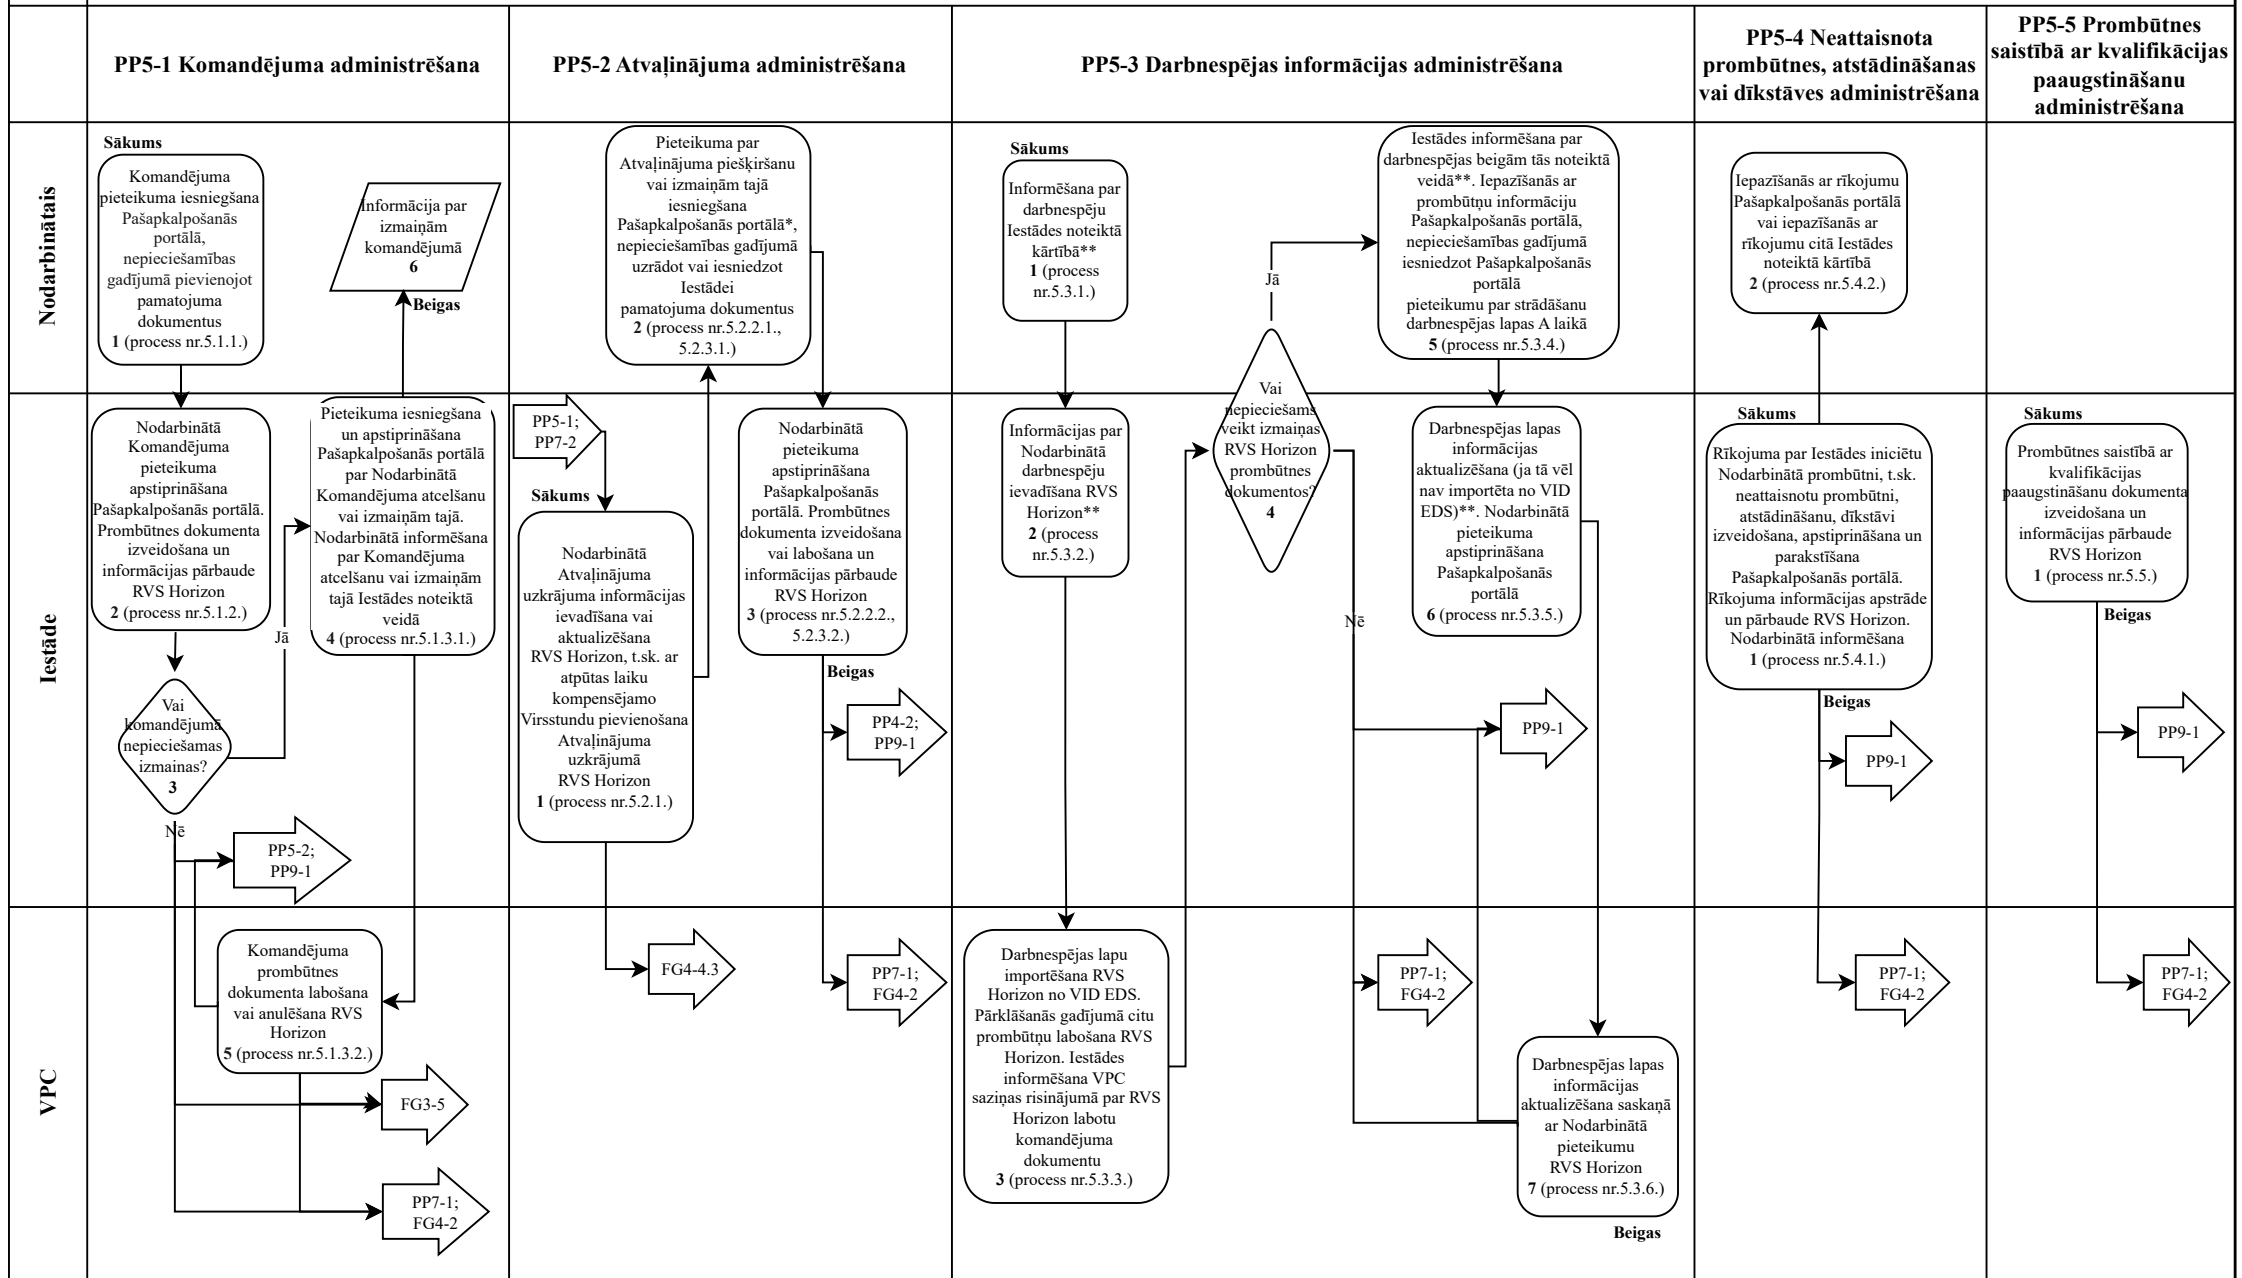 PP5-1 Komandējuma administrēšana
PP5-2 Atvaļinājuma administrēšana
PP5-3 Darbnespējas informācijas administrēšana
PP5-4 Neattaisnota
prombūtnes, atstādināšanas
vai dīkstāves administrēšana
PP5-5 Prombūtnes
saistībā ar kvalifikācijas
paaugstināšanu
administrēšana
Nodarbinātais
Sākums
Komandējuma
pieteikuma iesniegšana
Pašapkalpošanās
portālā,
nepieciešamības
gadījumā pievienojot
pamatojuma
dokumentus
1 (process nr.5.1.1.)
Informācija par
izmaiņām
komandējumā
6
Beigas
Pieteikuma par
Atvaļinājuma piešķiršanu
vai izmaiņām tajā
iesniegšana
Pašapkalpošanās portālā*,
nepieciešamības gadījumā
uzrādot vai iesniedzot
Iestādei
pamatojuma dokumentus
2 (process nr.5.2.2.1.,
5.2.3.1.)
Sākums
Informēšana par
darbnespēju
Iestādes noteiktā
kārtībā**
1 (process
nr.5.3.1.)
Jā
Iestādes informēšana par
darbnespējas beigām tās noteiktā
veidā**. Iepazīšanās ar
prombūtņu informāciju
Pašapkalpošanās portālā,
nepieciešamības gadījumā
iesniedzot Pašapkalpošanās
portālā
pieteikumu par strādāšanu
darbnespējas lapas A laikā
5 (process nr.5.3.4.)
Iepazīšanās ar rīkojumu
Pašapkalpošanās portālā
vai iepazīšanās ar
rīkojumu citā Iestādes
noteiktā kārtībā
2 (process nr.5.4.2.)
Iestāde
Nodarbinātā
Komandējuma
pieteikuma
apstiprināšana
Pašapkalpošanās portālā.
Prombūtnes dokumenta
izveidošana un
informācijas pārbaude
RVS Horizon
2 (process nr.5.1.2.)
Vai
komandējumā
nepieciešamas
izmaiņas?
3
Jā
Nē
Pieteikuma iesniegšana
un apstiprināšana
Pašapkalpošanās portālā
par Nodarbinātā
Komandējuma atcelšanu
vai izmaiņām tajā.
Nodarbinātā informēšana
par Komandējuma
atcelšanu vai izmaiņām
tajā Iestādes noteiktā
veidā
4 (process nr.5.1.3.1.)
PP5-2;
PP9-1
PP5-1;
PP7-2
Sākums
Nodarbinātā
Atvaļinājuma
uzkrājuma informācijas
ievadīšana vai
aktualizēšana
RVS Horizon, t.sk. ar
atpūtas laiku
kompensējamo
Virsstundu pievienošana
Atvaļinājuma
uzkrājumā
RVS Horizon
1 (process nr.5.2.1.)
Nodarbinātā
pieteikuma
apstiprināšana
Pašapkalpošanās
portālā. Prombūtnes
dokumenta izveidošana
vai labošana un
informācijas pārbaude
RVS Horizon
3 (process nr.5.2.2.2.,
5.2.3.2.)
Beigas
PP4-2;
PP9-1
Informācijas par
Nodarbinātā
darbnespēju
ievadīšana RVS
Horizon**
2 (process
nr.5.3.2.)
Vai
nepieciešams
veikt izmaiņas
RVS Horizon
prombūtnes
dokumentos?
4
Nē
Darbnespējas lapas
informācijas
aktualizēšana (ja tā vēl
nav importēta no VID
EDS)**. Nodarbinātā
pieteikuma
apstiprināšana
Pašapkalpošanās
portālā
6 (process nr.5.3.5.)
PP9-1
Sākums
Rīkojuma par Iestādes iniciētu
Nodarbinātā prombūtni, t.sk.
neattaisnotu prombūtni,
atstādināšanu, dīkstāvi
izveidošana, apstiprināšana un
parakstīšana
Pašapkalpošanās portālā.
Rīkojuma informācijas apstrāde
un pārbaude RVS Horizon.
Nodarbinātā informēšana
1 (process nr.5.4.1.)
Beigas
PP9-1
Sākums
Prombūtnes saistībā ar
kvalifikācijas
paaugstināšanu dokumenta
izveidošana un
informācijas pārbaude
RVS Horizon
1 (process nr.5.5.)
Beigas
PP9-1
VPC
Komandējuma
prombūtnes
dokumenta labošana
vai anulēšana RVS
Horizon
5 (process nr.5.1.3.2.)
FG3-5
PP7-1;
FG4-2
FG4-4.3
PP7-1;
FG4-2
Darbnespējas lapu
importēšana RVS
Horizon no VID EDS.
Pārklāšanās gadījumā citu
prombūtņu labošana RVS
Horizon. Iestādes
informēšana VPC
saziņas risinājumā par RVS
Horizon labotu
komandējuma
dokumentu
3 (process nr.5.3.3.)
PP7-1;
FG4-2
Darbnespējas lapas
informācijas
aktualizēšana saskaņā
ar Nodarbinātā
pieteikumu
RVS Horizon
7 (process nr.5.3.6.)
Beigas
PP7-1;
FG4-2
PP7-1;
FG4-2